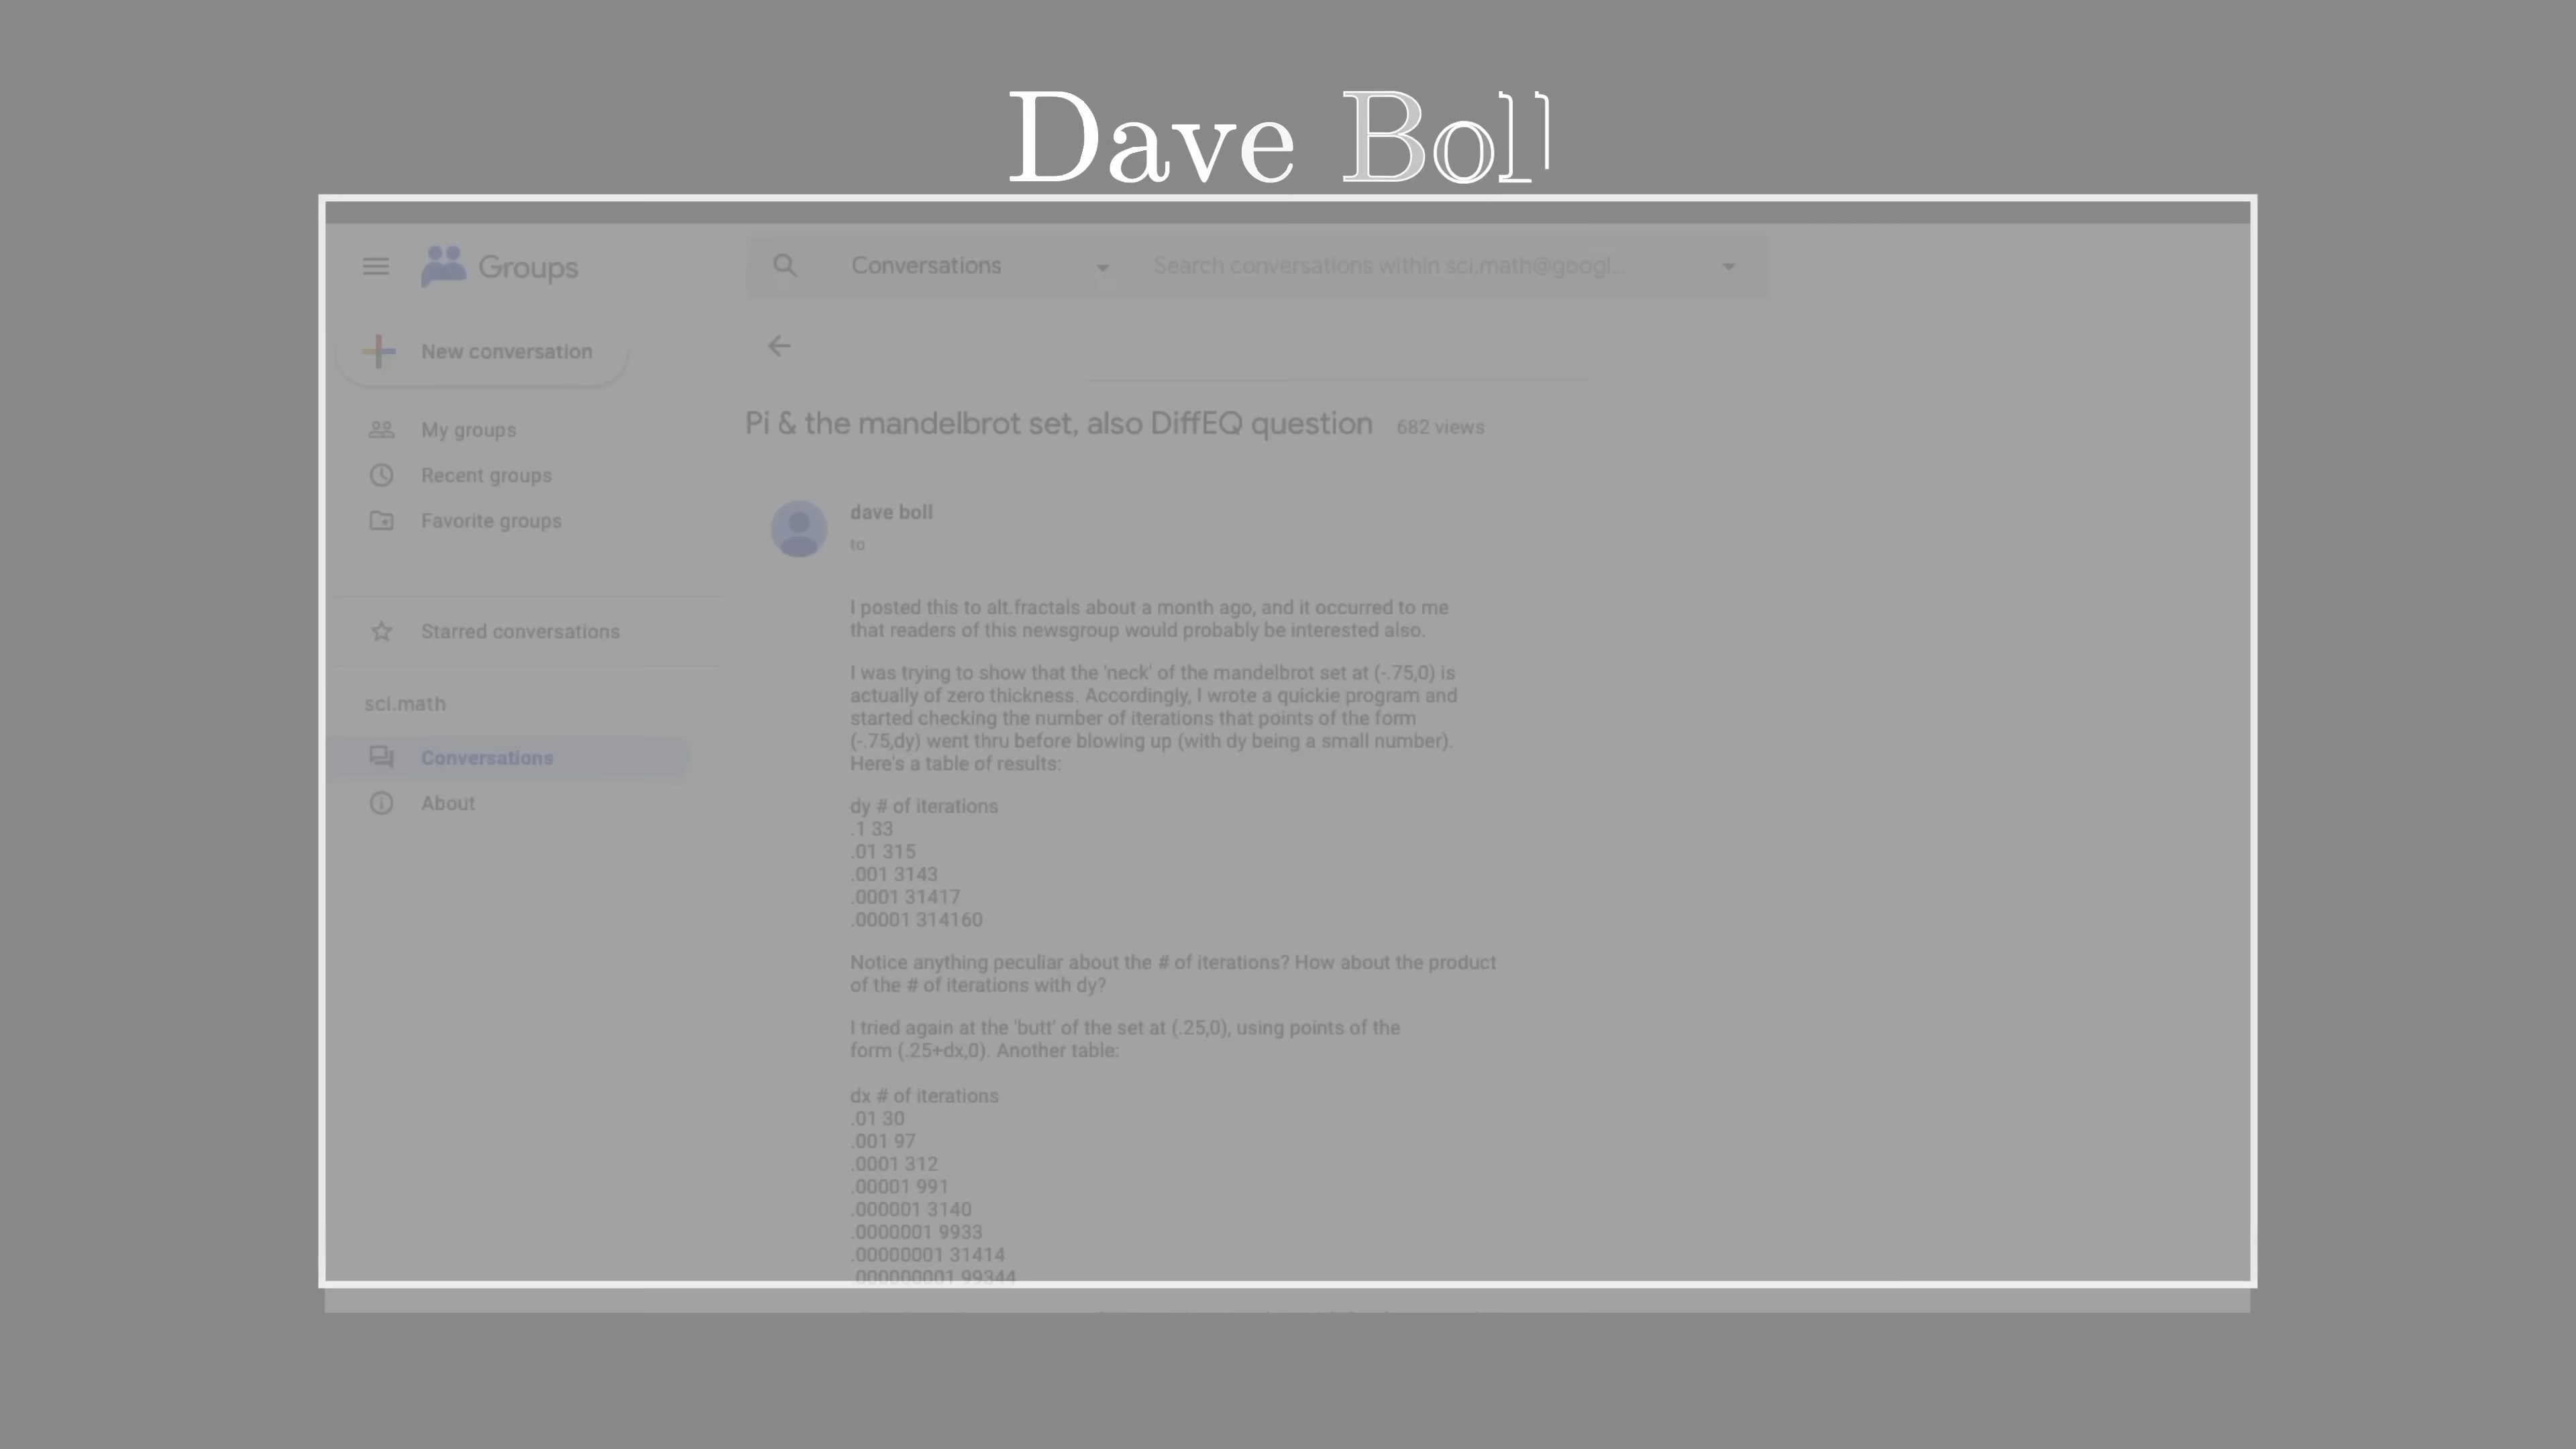 Dave Boll
Groups
Conversations
Search conversations within sci.math@googl...
New conversation
My groups
Recent groups
Favorite groups
Starred conversations
sci.math
Conversations
About
Pi & the mandelbrot set, also DiffEQ question 682 views
dave boll
to
I posted this to alt.fractals about a month ago, and it occurred to me
that readers of this newsgroup would probably be interested also.
I was trying to show that the 'neck' of the mandelbrot set at (-.75,0) is
actually of zero thickness. Accordingly, I wrote a quickie program and
started checking the number of iterations that points of the form
(-.75,dy) went thru before blowing up (with dy being a small number).
Here's a table of results:
dy # of iterations
.1 33
.01 315
.001 3143
.0001 31417
.00001 314160
Notice anything peculiar about the # of iterations? How about the product
of the # of iterations with dy?
I tried again at the 'butt' of the set at (.25,0), using points of the
form (.25+dx,0). Another table:
dx # of iterations
.01 30
.001 97
.0001 312
.00001 991
.000001 3140
.0000001 9933
.00000001 31414
.000000001 99344